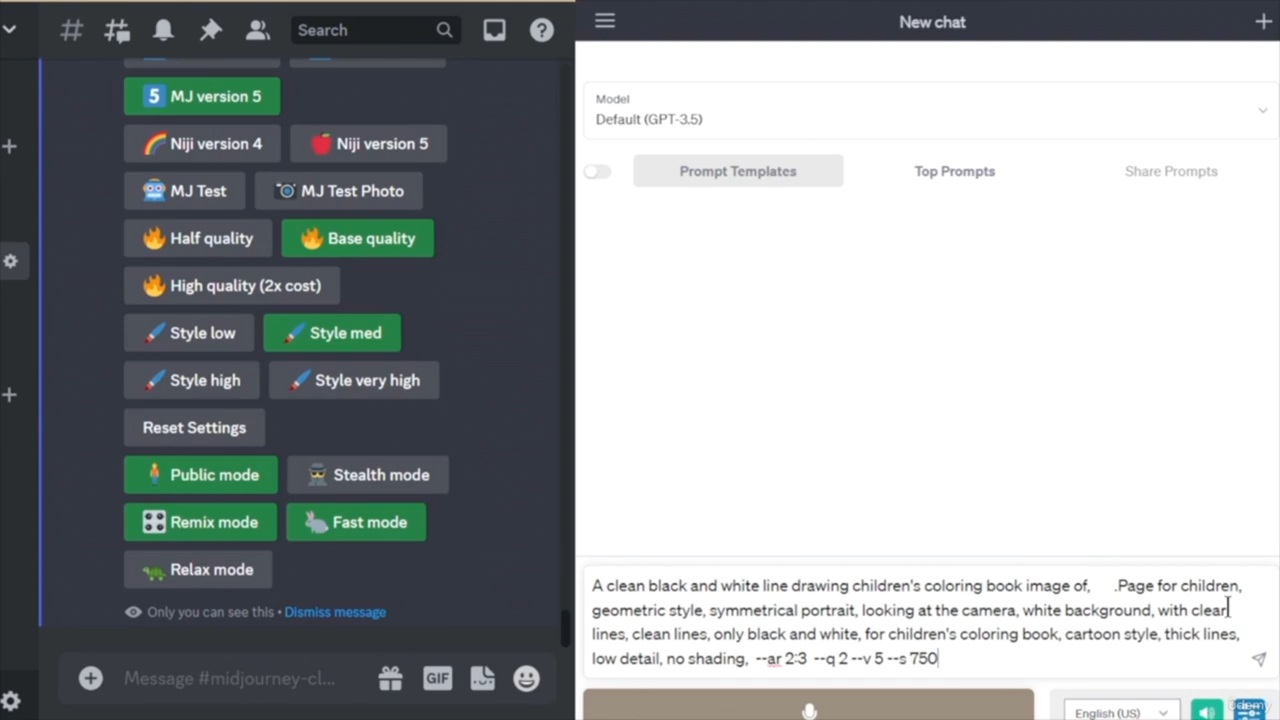 Search
New chat
5 MJ version 5
Model
Default (GPT-3.5)
Niji version 4
Niji version 5
Prompt Templates
Top Prompts
Share Prompts
MJ Test
MJ Test Photo
Half quality
Base quality
High quality (2x cost)
Style low
Style med
Style high
Style very high
Reset Settings
Public mode
Stealth mode
Remix mode
Fast mode
Relax mode
Only you can see this • Dismiss message
Message #midjourney-cl...
GIF
A clean black and white line drawing children's coloring book image of, .Page for children,
geometric style, symmetrical portrait, looking at the camera, white background, with clear
lines, clean lines, only black and white, for children's coloring book, cartoon style, thick lines,
low detail, no shading, --ar 2:3 --q 2 --v 5 --s 750
English (US)
Udemy